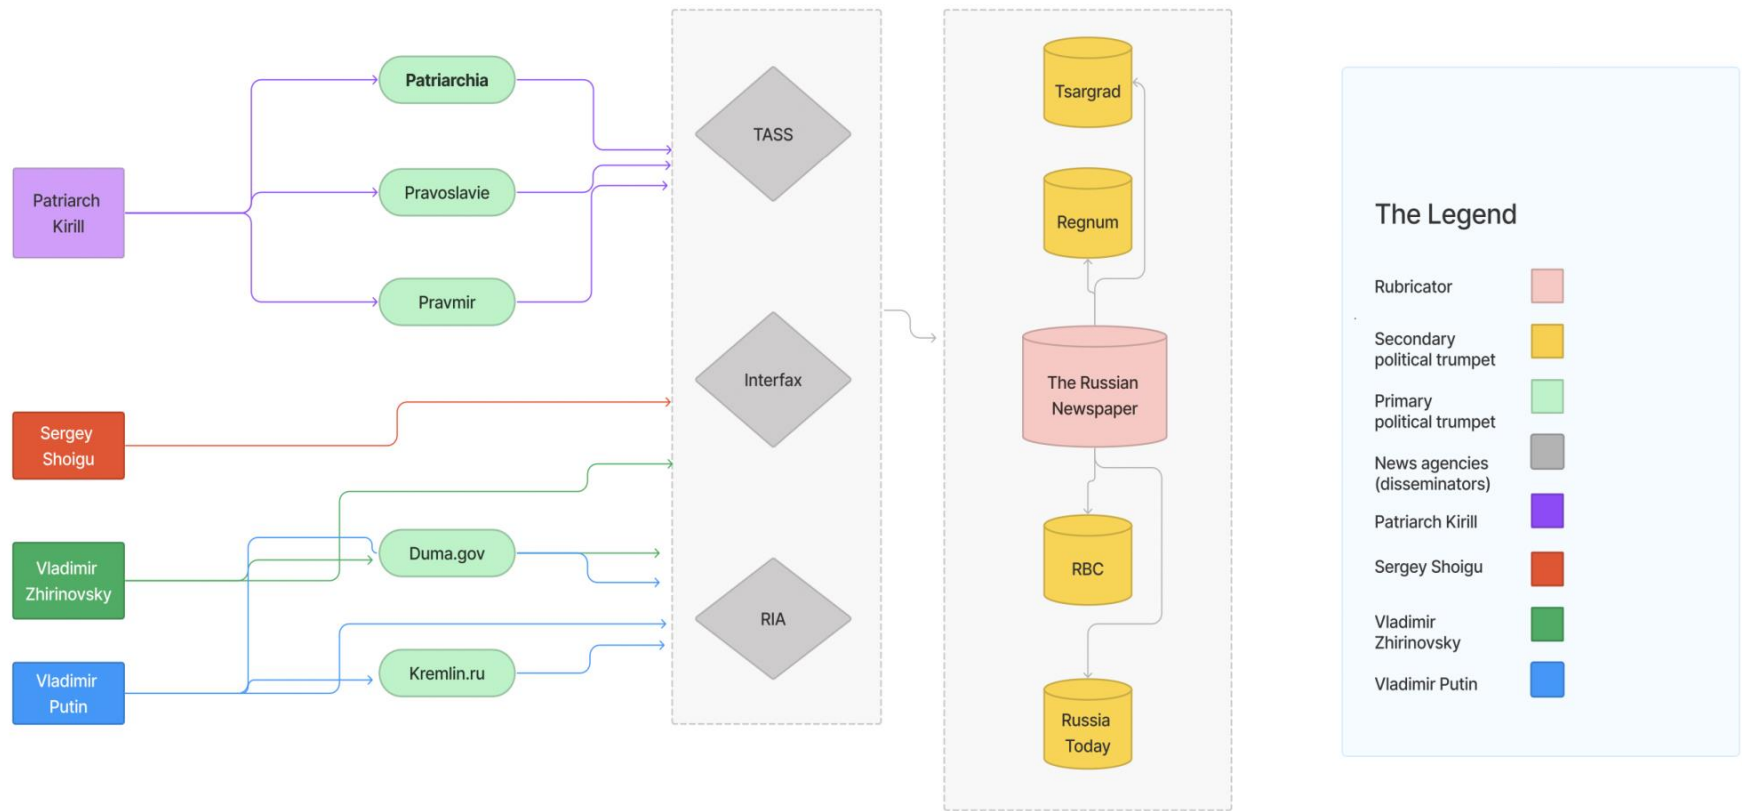 Patriarch
Kirill
Sergey
Shoigu
Vladimir
Zhirinovsky
Vladimir
Putin
Patriarchia
Pravoslavie
Pravmir
Duma.gov
Kremlin.ru
TASS
Interfax
RIA
Tsargrad
Regnum
The Russian
Newspaper
RBC
Russia
Today
The Legend
Rubricator
Secondary
political trumpet
Primary
political trumpet
News agencies
(disseminators)
Patriarch Kirill
Sergey Shoigu
Vladimir
Zhirinovsky
Vladimir Putin